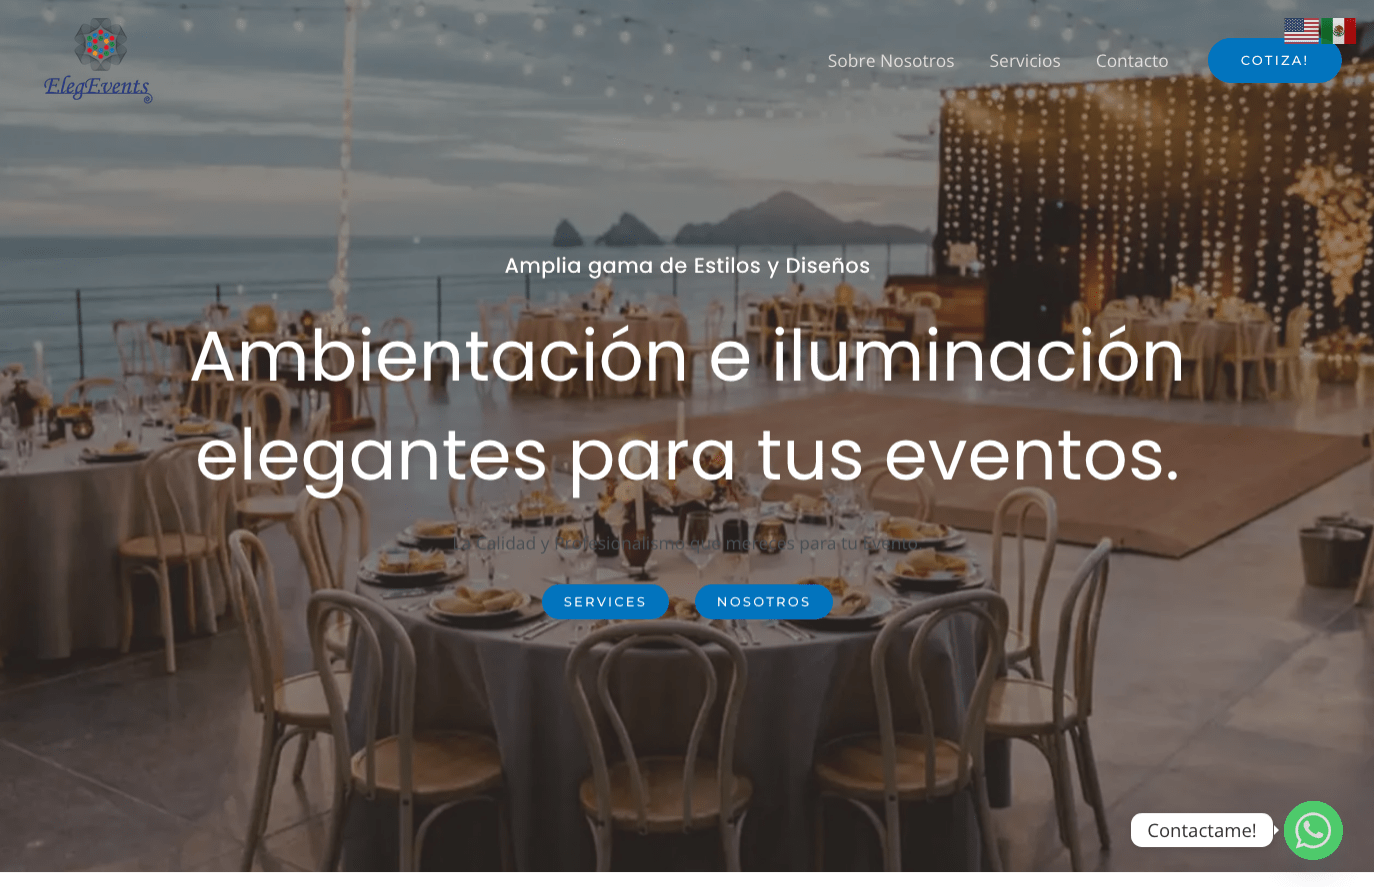 ElegEvents
Sobre Nosotros
Servicios
Contacto
COTIZA!
Amplia gama de Estilos y Diseños
Ambientación e iluminación
elegantes para tus eventos.
La Calidad y Profesionalismo que mereces para tu evento.
SERVICES
NOSOTROS
Contactame!